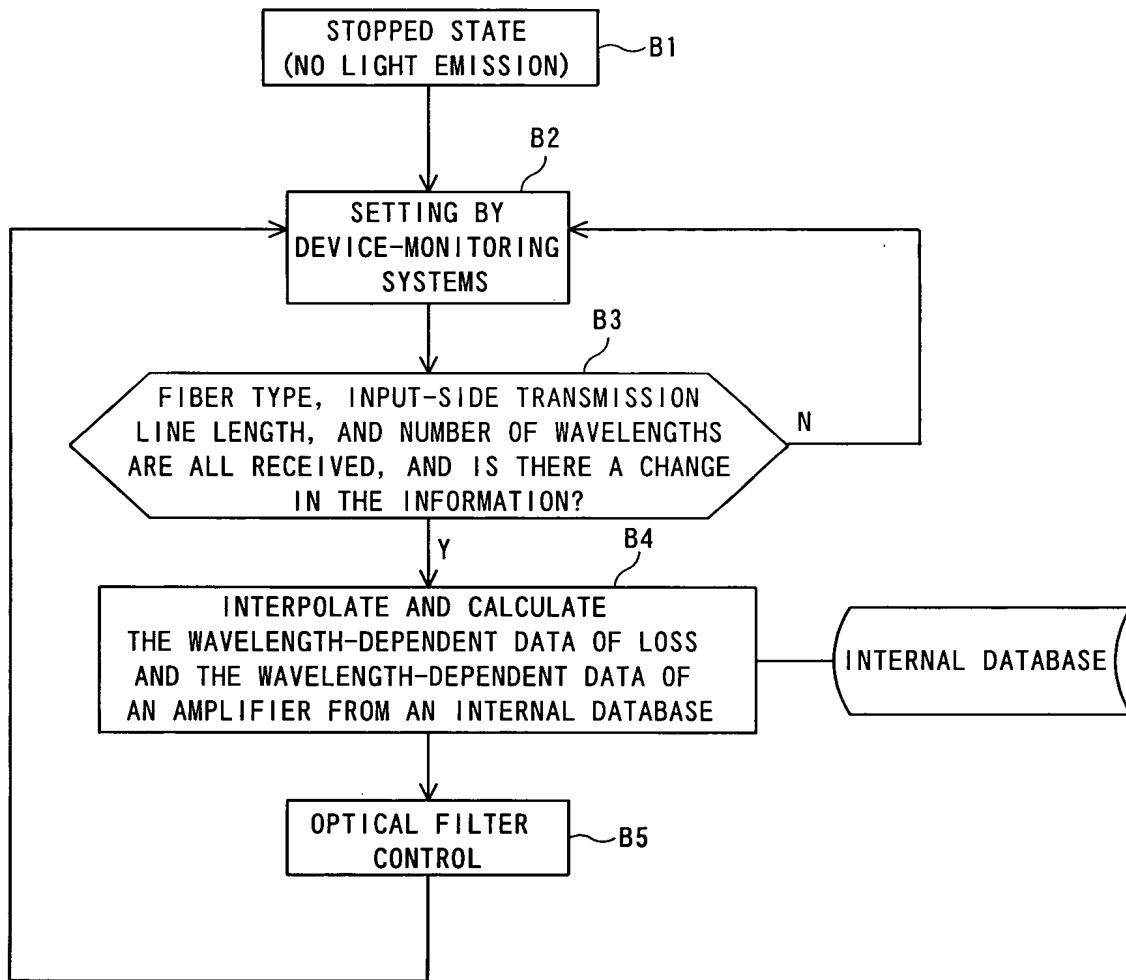 STOPPED STATE
(NO LIGHT EMISSION)
B1
B2
SETTING BY
DEVICE-MONITORING
SYSTEMS
B3
FIBER TYPE, INPUT-SIDE TRANSMISSION
LINE LENGTH, AND NUMBER OF WAVELENGTHS
ARE ALL RECEIVED, AND IS THERE A CHANGE
IN THE INFORMATION?
N
Y
B4
INTERPOLATE AND CALCULATE
THE WAVELENGTH-DEPENDENT DATA OF LOSS
AND THE WAVELENGTH-DEPENDENT DATA OF
AN AMPLIFIER FROM AN INTERNAL DATABASE
INTERNAL DATABASE
OPTICAL FILTER
CONTROL
B5